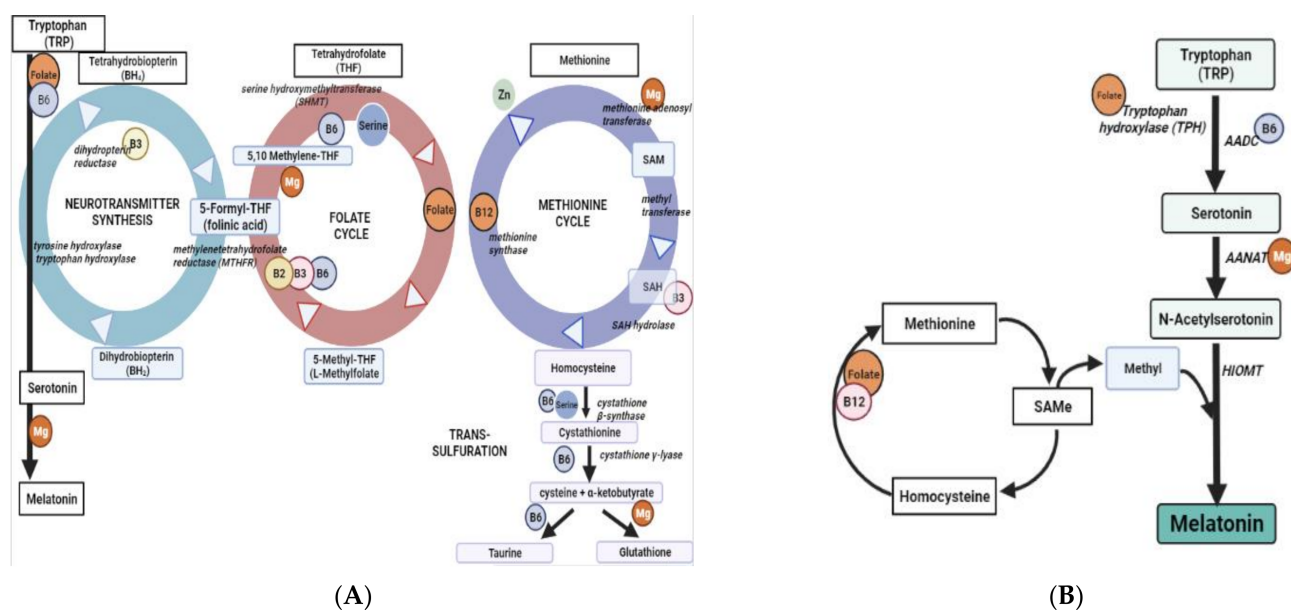 Tryptophan
(TRP)
Folate
B6
Tetrahydrobiopterin
(BH₄)
B3
dihydropterin
reductase
NEUROTRANSMITTER
SYNTHESIS
tyrosine hydroxylase
tryptophan hydroxylase
Dihydrobiopterin
(BH₂)
Serotonin
Mg
Melatonin
Tetrahydrofolate
(THF)
serine hydroxymethyltransferase
(SHMT)
B6
Serine
5,10 Methylene-THF
Mg
5-Formyl-THF
(folinic acid)
FOLATE
CYCLE
Folate
methylenetetrahydrofolate
reductase (MTHFR)
B2
B3
B6
5-Methyl-THF
(L-Methylfolate
Methionine
Zn
Mg
methionine adenosyl
transferase
SAM
B12
METHIONINE
CYCLE
methyl
transferase
methionine
synthase
SAH
B3
SAH hydrolase
Homocysteine
B6
Serine
cystathione
β-synthase
TRANS-
SULFURATION
Cystathionine
B6
cystathione γ-lyase
cysteine + α-ketobutyrate
B6
Mg
Taurine
Glutathione
(A)
Tryptophan
(TRP)
Folate
Tryptophan
hydroxylase (TPH)
AADC
B6
Serotonin
AANAT
Mg
N-Acetylserotonin
Methionine
Folate
B12
Methyl
HIOMT
SAMe
Homocysteine
Melatonin
(B)